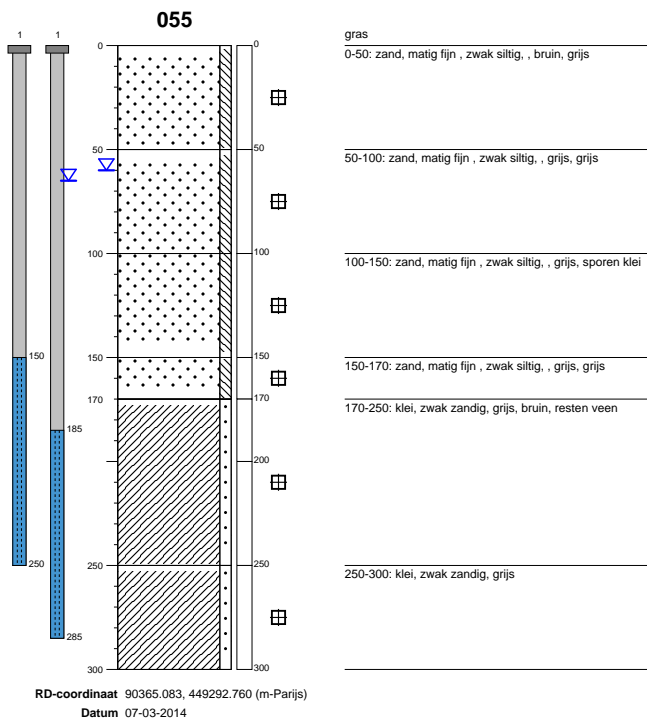 055
1 1
gras
0 0
0-50: zand, matig fijn , zwak siltig, , bruin, grijs
50 50
50-100: zand, matig fijn , zwak siltig, , grijs, grijs
100 100
100-150: zand, matig fijn , zwak siltig, , grijs, sporen klei
150 150 150
150-170: zand, matig fijn , zwak siltig, , grijs, grijs
170 170
170-250: klei, zwak zandig, grijs, bruin, resten veen
185
200
250 250 250
250-300: klei, zwak zandig, grijs
285
300 300
RD-coordinaat 90365.083, 449292.760 (m-Parijs)
Datum 07-03-2014